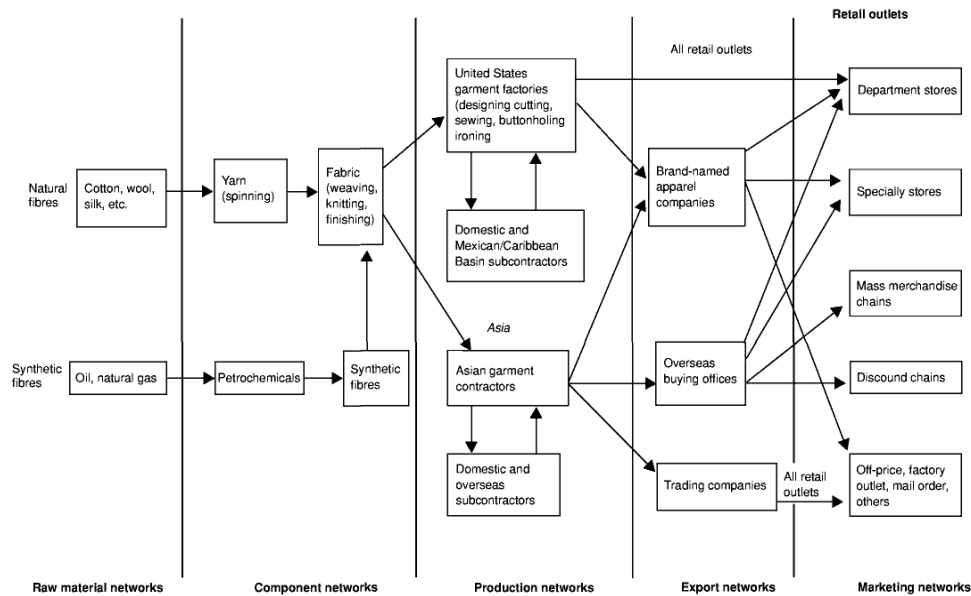 Retail outlets
All retail outlets
United States
garment factories
(designing cutting,
sewing, buttonholing
ironing
Department stores
Natural
fibres
Cotton, wool,
silk, etc.
Yarn
(spinning)
Fabric
(weaving,
knitting,
finishing)
Brand-named
apparel
companies
Specially stores
Domestic and
Mexican/Caribbean
Basin subcontractors
Mass merchandise
chains
Asia
Synthetic
fibres
Oil, natural gas
Petrochemicals
Synthetic
fibres
Asian garment
contractors
Overseas
buying offices
Discound chains
Domestic and
overseas
subcontractors
Trading companies
All retail
outlets
Off-price, factory
outlet, mail order,
others
Raw material networks
Component networks
Production networks
Export networks
Marketing networks